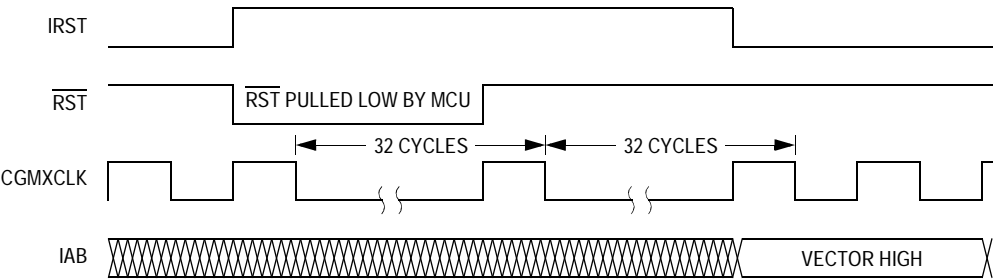 IRST
RST
RST PULLED LOW BY MCU
32 CYCLES
32 CYCLES
CGMXCLK
IAB
VECTOR HIGH